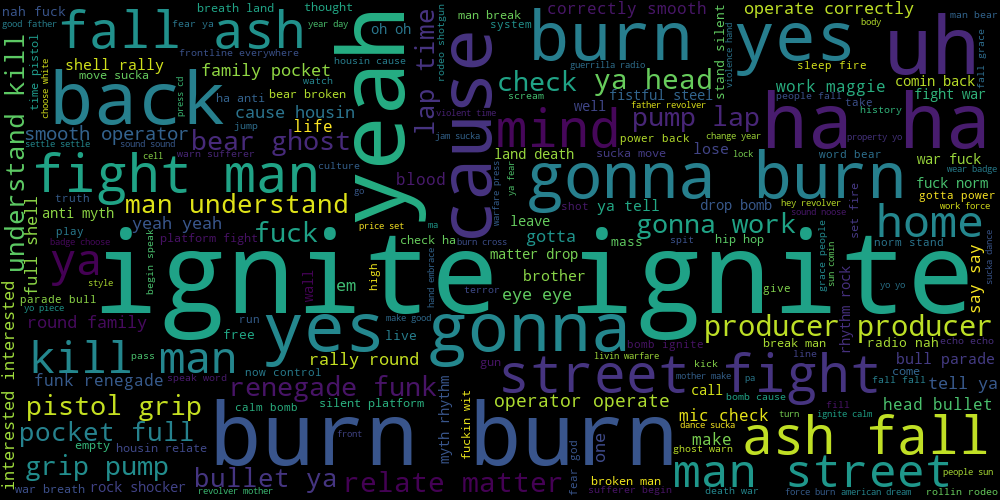 nah fuck
breath land
thought
good father
fear ya
year day
fall ash
oh oh
frontline everywhere
housin cause
shell rally
move sucka
family pocket
watch
time pistol
choose white
back
press cd
ha anti
bear broken
cause housin
smooth operator
jump
life
settle settle
sound sound
bear ghost
cell
warn sufferer
culture
fight man
truth
go
man understand
anti myth
yeah yeah
price set
play
fuck
badge choose
platform fight
check ha
understand kill
full shell
begin speak
yeah
lap time
cause
man break
system
rodeo shotgun
correctly smooth
operate correctly
body
man bear
burn
yes
uh
guerrilla radio
sleep fire
stand silent
violence hand
fall grace
check
ya head
comin back
scream
fistful steel
work maggie
people fall
take
fight war
violent time
well
father revolver
history
mind
pump lap
ha ha
jam sucka
power back
change year
property yo
land death
sucka move
lose
lock
word bear
war fuck
blood
ya fear
gonna burn
fuck norm
wear badge
gotta power
work force
warfare press
shot
ya tell
drop bomb
hey revolver
sound noose
set fire
home
leave
gonna work
ma
burn cross
gotta
mass
spit
hip hop
norm stand
matter drop
grace people
sun comin
sucka dance
ya
ignite
ignite
style
wall
em
high
hand embrace
terror
brother
eye eye
give
yo yo
say say
parade bull
yo piece
round family
run
free
make good
live
yes
gonna
producer producer
bomb ignite
break man
rhythm rock
radio nah
echo echo
interested interested
kill
man
pass
rally round
gun
livin warfare
kick
line
bull parade
come
funk renegade
speak word
now control
renegade funk
street fight
mother make
pa
bomb cause
fall fall
tell ya
call
fill
pistol grip
calm bomb
silent platform
operator operate
mic check
turn
ignite calm
head bullet
dance sucka
pocket full
empty
housin relate
burn
burn
front
myth rhythm
fuckin wit
fear god
one
make
ghost warn
ash fall
grip pump
bullet ya
relate matter
broken man
man street
people sun
war breath
rock shocker
revolver mother
sufferer begin
death war
force burn
american dream
rollin rodeo